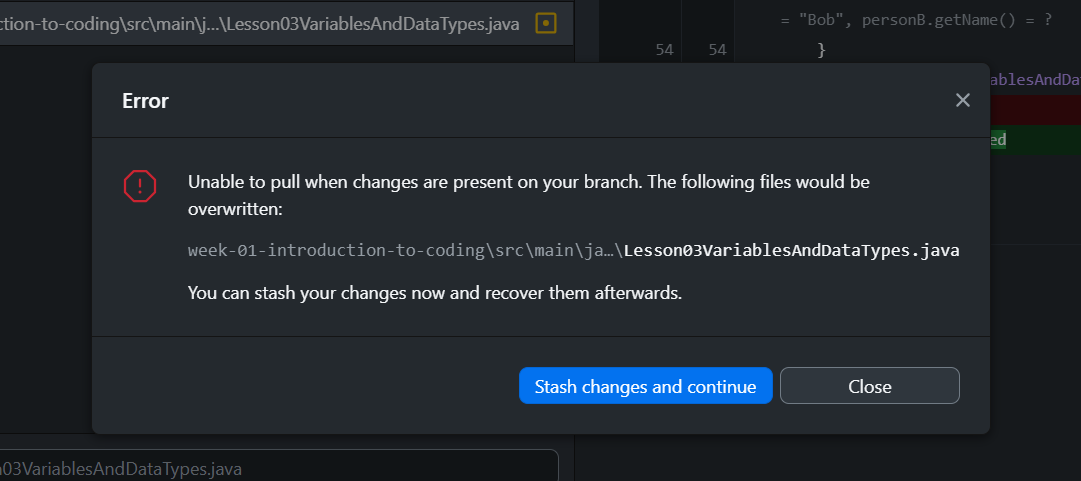 ction-to-coding\src\main\j...\Lesson03VariablesAndDataTypes.java
= "Bob", personB.getName() = ?
54 54 }
ablesAndDa
ed
Error
Unable to pull when changes are present on your branch. The following files would be
overwritten:
week-01-introduction-to-coding\src\main\ja…\Lesson03VariablesAndDataTypes.java
You can stash your changes now and recover them afterwards.
Stash changes and continue
Close
n03VariablesAndDataTypes.java